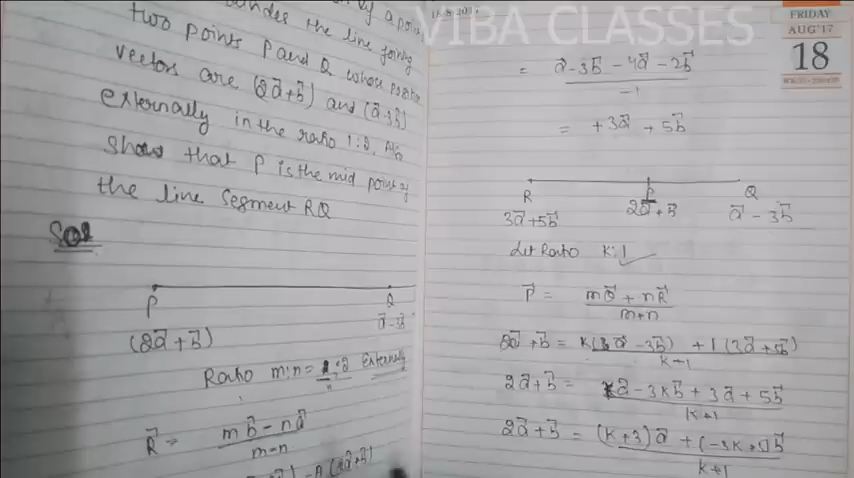 by a point
divides the line joining
two points P and Q whose position
vectors are (2a⃗+b⃗) and (a⃗-3b⃗)
externally in the ratio 1:2. Also
Show that P is the mid point of
the line Segment RQ
Sol
P Q
(2a⃗+b⃗) a⃗-3b⃗
Ratio m:n = 1:2 Externally
R⃗ = mb⃗-na⃗
m-n
VIBA CLASSES
FRIDAY
AUG'17
18
= a⃗-3b⃗-4a⃗-2b⃗
-1
= +3a⃗+5b⃗
R P Q
3a⃗+5b⃗ 2a⃗+b⃗ a⃗-3b⃗
Let Ratio K:1
P⃗ = mQ⃗+nR⃗
m+n
2a⃗+b⃗ = K(a⃗-3b⃗) + 1(3a⃗+5b⃗)
K+1
2a⃗+b⃗ = Ka⃗-3Kb⃗+3a⃗+5b⃗
K+1
2a⃗+b⃗ = (K+3)a⃗+(-3K+)b⃗
K+1